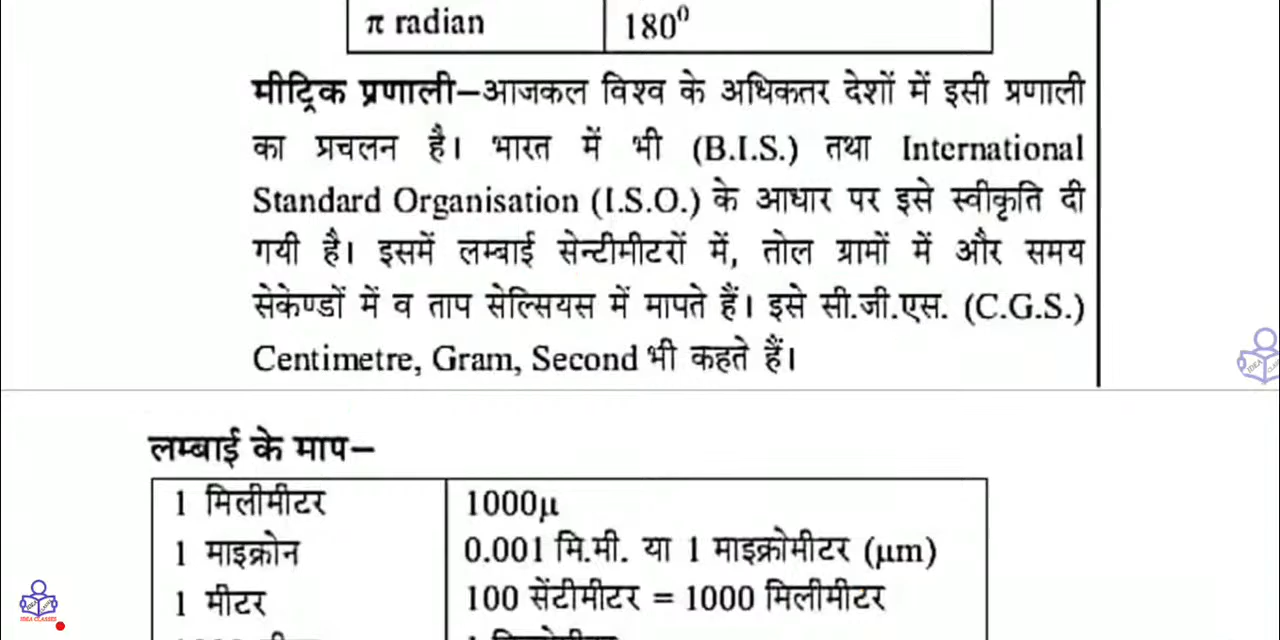 π radian 180⁰
मीट्रिक प्रणाली–आजकल विश्व के अधिकतर देशों में इसी प्रणाली
का प्रचलन है। भारत में भी (B.I.S.) तथा International
Standard Organisation (I.S.O.) के आधार पर इसे स्वीकृति दी
गयी है। इसमें लम्बाई सेन्टीमीटरों में, तोल ग्रामों में और समय
सेकेण्डों में व ताप सेल्सियस में मापते हैं। इसे सी.जी.एस. (C.G.S.)
Centimetre, Gram, Second भी कहते हैं।
लम्बाई के माप–
1 मिलीमीटर 1000μ
1 माइक्रोन 0.001 मि.मी. या 1 माइक्रोमीटर (μm)
1 मीटर 100 सेंटीमीटर = 1000 मिलीमीटर
IDEA CLASSES